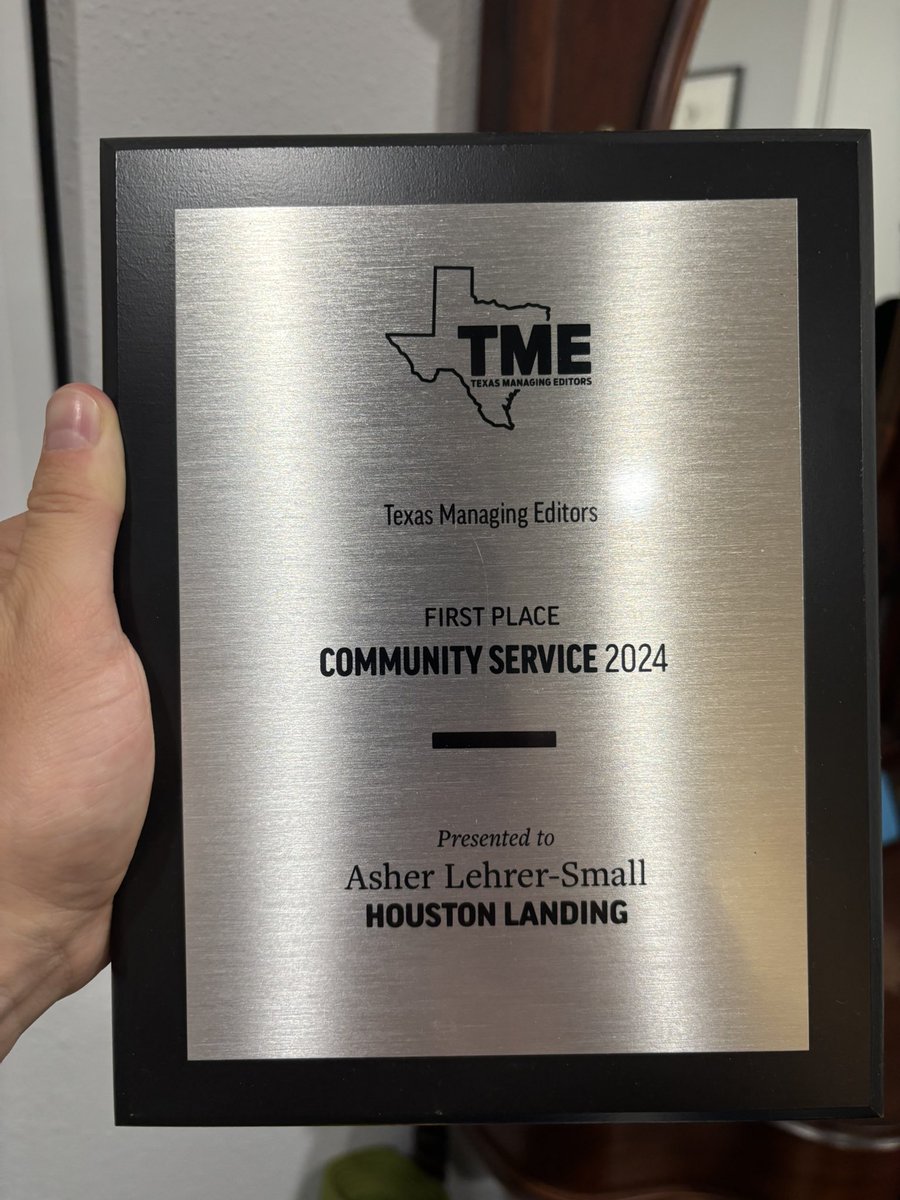 TME
TEXAS MANAGING EDITORS
Texas Managing Editors
FIRST PLACE
COMMUNITY SERVICE 2024
Presented to
Asher Lehrer-Small
HOUSTON LANDING